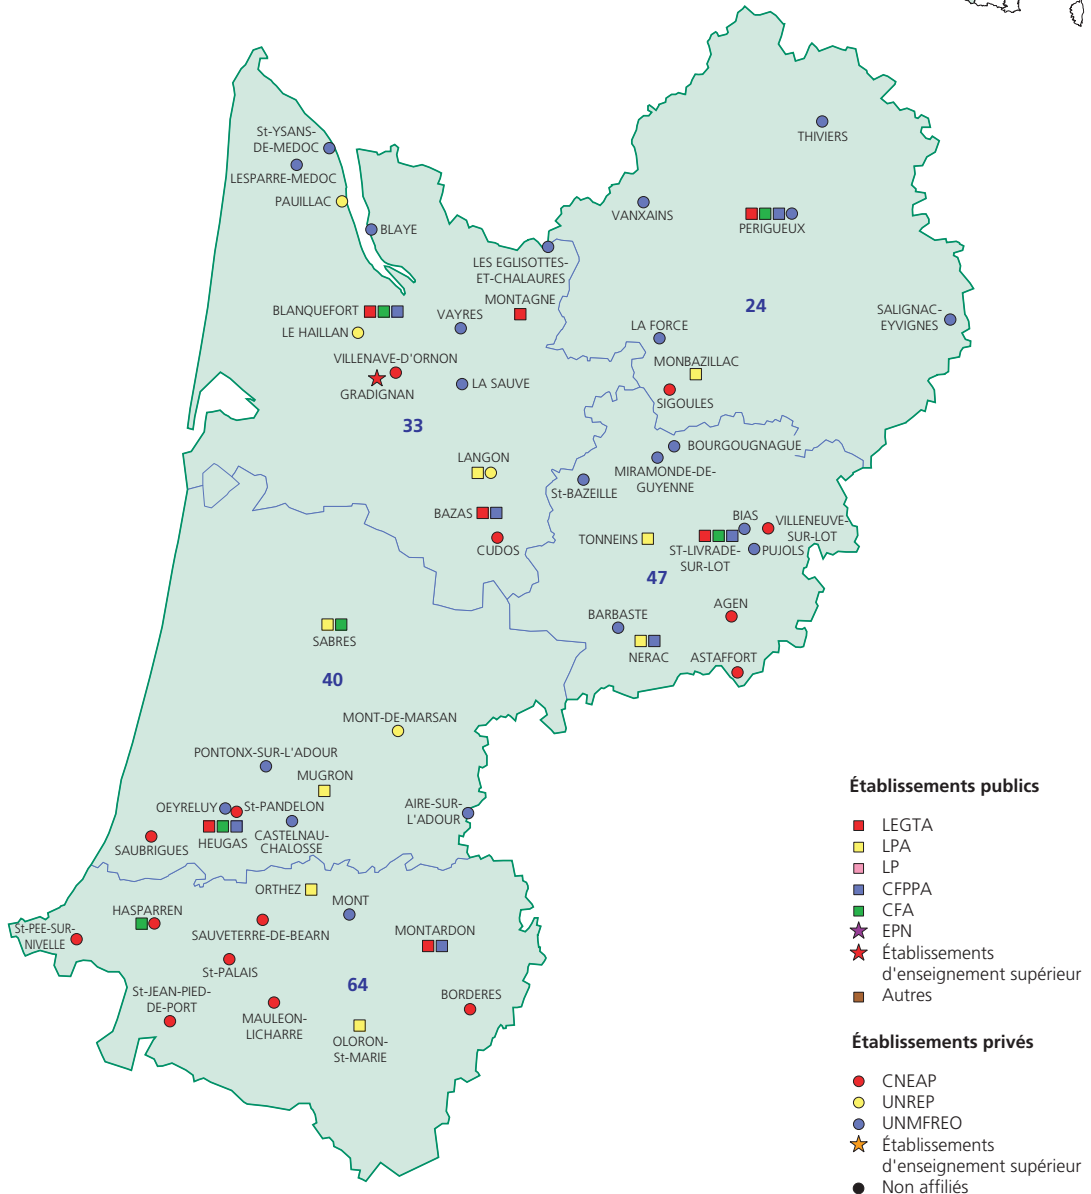 St-YSANS-
DE-MEDOC
LESPARRE-MEDOC
PAUILLAC
BLAYE
THIVIERS
VANXAINS
PERIGUEUX
LES EGLISOTTES-
ET-CHALAURES
MONTAGNE
BLANQUEFORT
VAYRES
LE HAILLAN
24
SALIGNAC-
EYVIGNES
LA FORCE
VILLENAVE-D'ORNON
GRADIGNAN
LA SAUVE
MONBAZILLAC
SIGOULES
33
LANGON
BOURGOUGNAGUE
MIRAMONDE-DE-
GUYENNE
St-BAZEILLE
BAZAS
CUDOS
TONNEINS
BIAS
VILLENEUVE-
SUR-LOT
ST-LIVRADE-
SUR-LOT
PUJOLS
47
AGEN
BARBASTE
NERAC
ASTAFFORT
SABRES
40
MONT-DE-MARSAN
PONTONX-SUR-L'ADOUR
MUGRON
OEYRELUY
St-PANDELON
AIRE-SUR-
L'ADOUR
HEUGAS
CASTELNAU-
CHALOSSE
SAUBRIGUES
ORTHEZ
MONT
HASPARREN
St-PEE-SUR-
NIVELLE
SAUVETERRE-DE-BEARN
MONTARDON
St-PALAIS
64
St-JEAN-PIED-
DE-PORT
MAULEON-
LICHARRE
BORDERES
OLORON-
St-MARIE
Établissements publics
LEGTA
LPA
LP
CFPPA
CFA
EPN
Établissements
d'enseignement supérieur
Autres
Établissements privés
CNEAP
UNREP
UNMFREO
Établissements
d'enseignement supérieur
Non affiliés